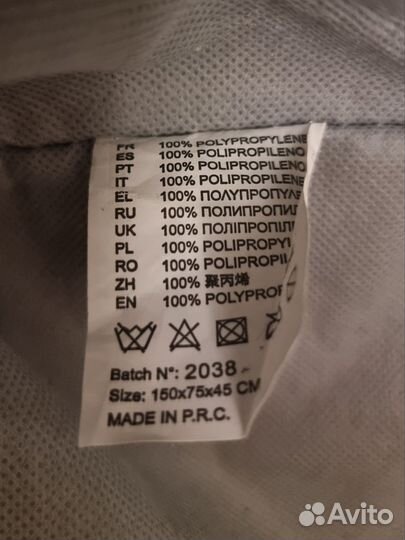 FR 100% POLYPROPYLENE
ES 100% POLIPROPILENO
PT 100% POLIPROPILENO
IT 100% POLIPROPILENE
EL 100% ΠΟΛΥΠΡΟΠΥΛΕ
RU 100% ПОЛИПРОПИЛ
UK 100% ПОЛІПРОПІЛ
PL 100% POLIPROPY
RO 100% POLIPROPIL
ZH 100% 聚丙烯
EN 100% POLYPROP
Batch N°: 2038
Size: 150x75x45 CM
MADE IN P.R.C.
Avito